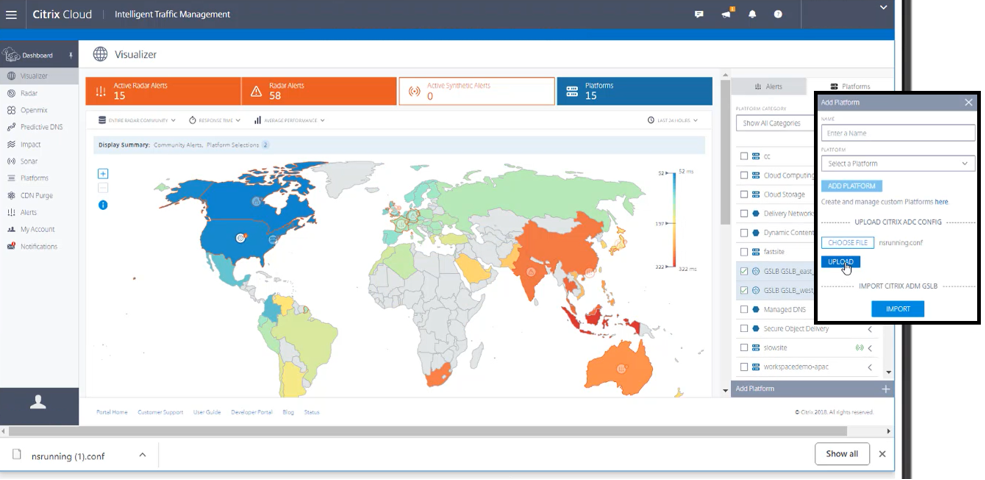 Citrix Cloud
Intelligent Traffic Management
Dashboard
Visualizer
Radar
Openmix
Predictive DNS
Impact
Sonar
Platforms
CDN Purge
Alerts
My Account
Notifications
Visualizer
Active Radar Alerts
15
Radar Alerts
58
Active Synthetic Alerts
0
Platforms
15
ENTIRE RADAR COMMUNITY
RESPONSE TIME
AVERAGE PERFORMANCE
LAST 24 HOURS
Display Summary: Community Alerts, Platform Selections 2
52
52 ms
197
322
322 ms
Alerts
Platforms
PLATFORM CATEGORY
Show All Categories
cc
Cloud Computing
Cloud Storage
Delivery Network
Dynamic Content
fastsite
GSLB GSLB_east_
GSLB GSLB_west_
Managed DNS
Secure Object Delivery
slowsite
workspacedemo-apac
Add Platform
Add Platform
NAME
Enter a Name
PLATFORM
Select a Platform
ADD PLATFORM
Create and manage custom Platforms here.
UPLOAD CITRIX ADC CONFIG
CHOOSE FILE
nsrunning.conf
UPLOAD
IMPORT CITRIX ADM GSLB
IMPORT
Portal Home
Customer Support
User Guide
Developer Portal
Blog
Status
© Citrix 2018. All rights reserved.
nsrunning (1).conf
Show all